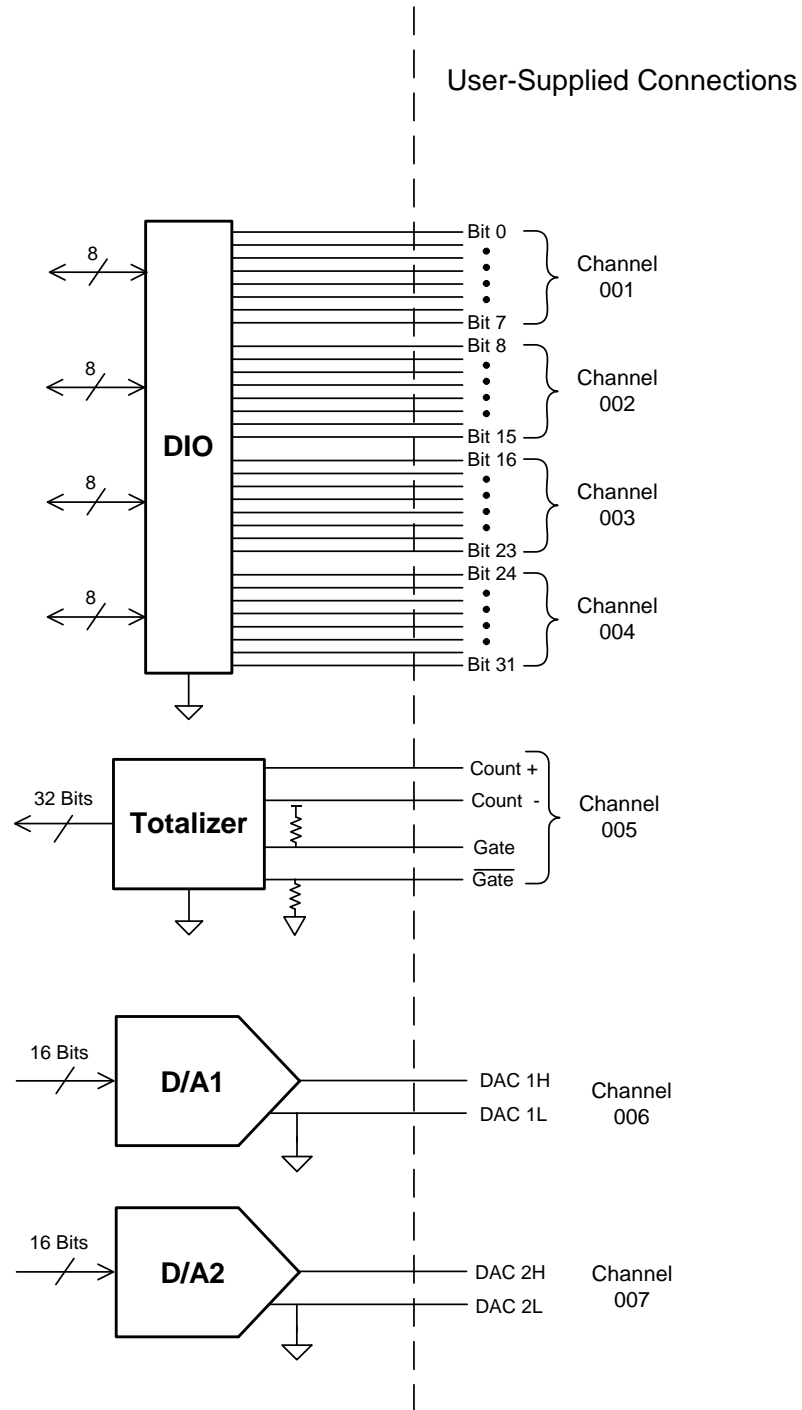 User-Supplied Connections
8
8
8
8
DIO
Bit 0
Bit 7
Channel
001
Bit 8
Bit 15
Channel
002
Bit 16
Bit 23
Channel
003
Bit 24
Bit 31
Channel
004
32 Bits
Totalizer
Count +
Count -
Gate
Gate
Channel
005
16 Bits
D/A1
DAC 1H
DAC 1L
Channel
006
16 Bits
D/A2
DAC 2H
DAC 2L
Channel
007